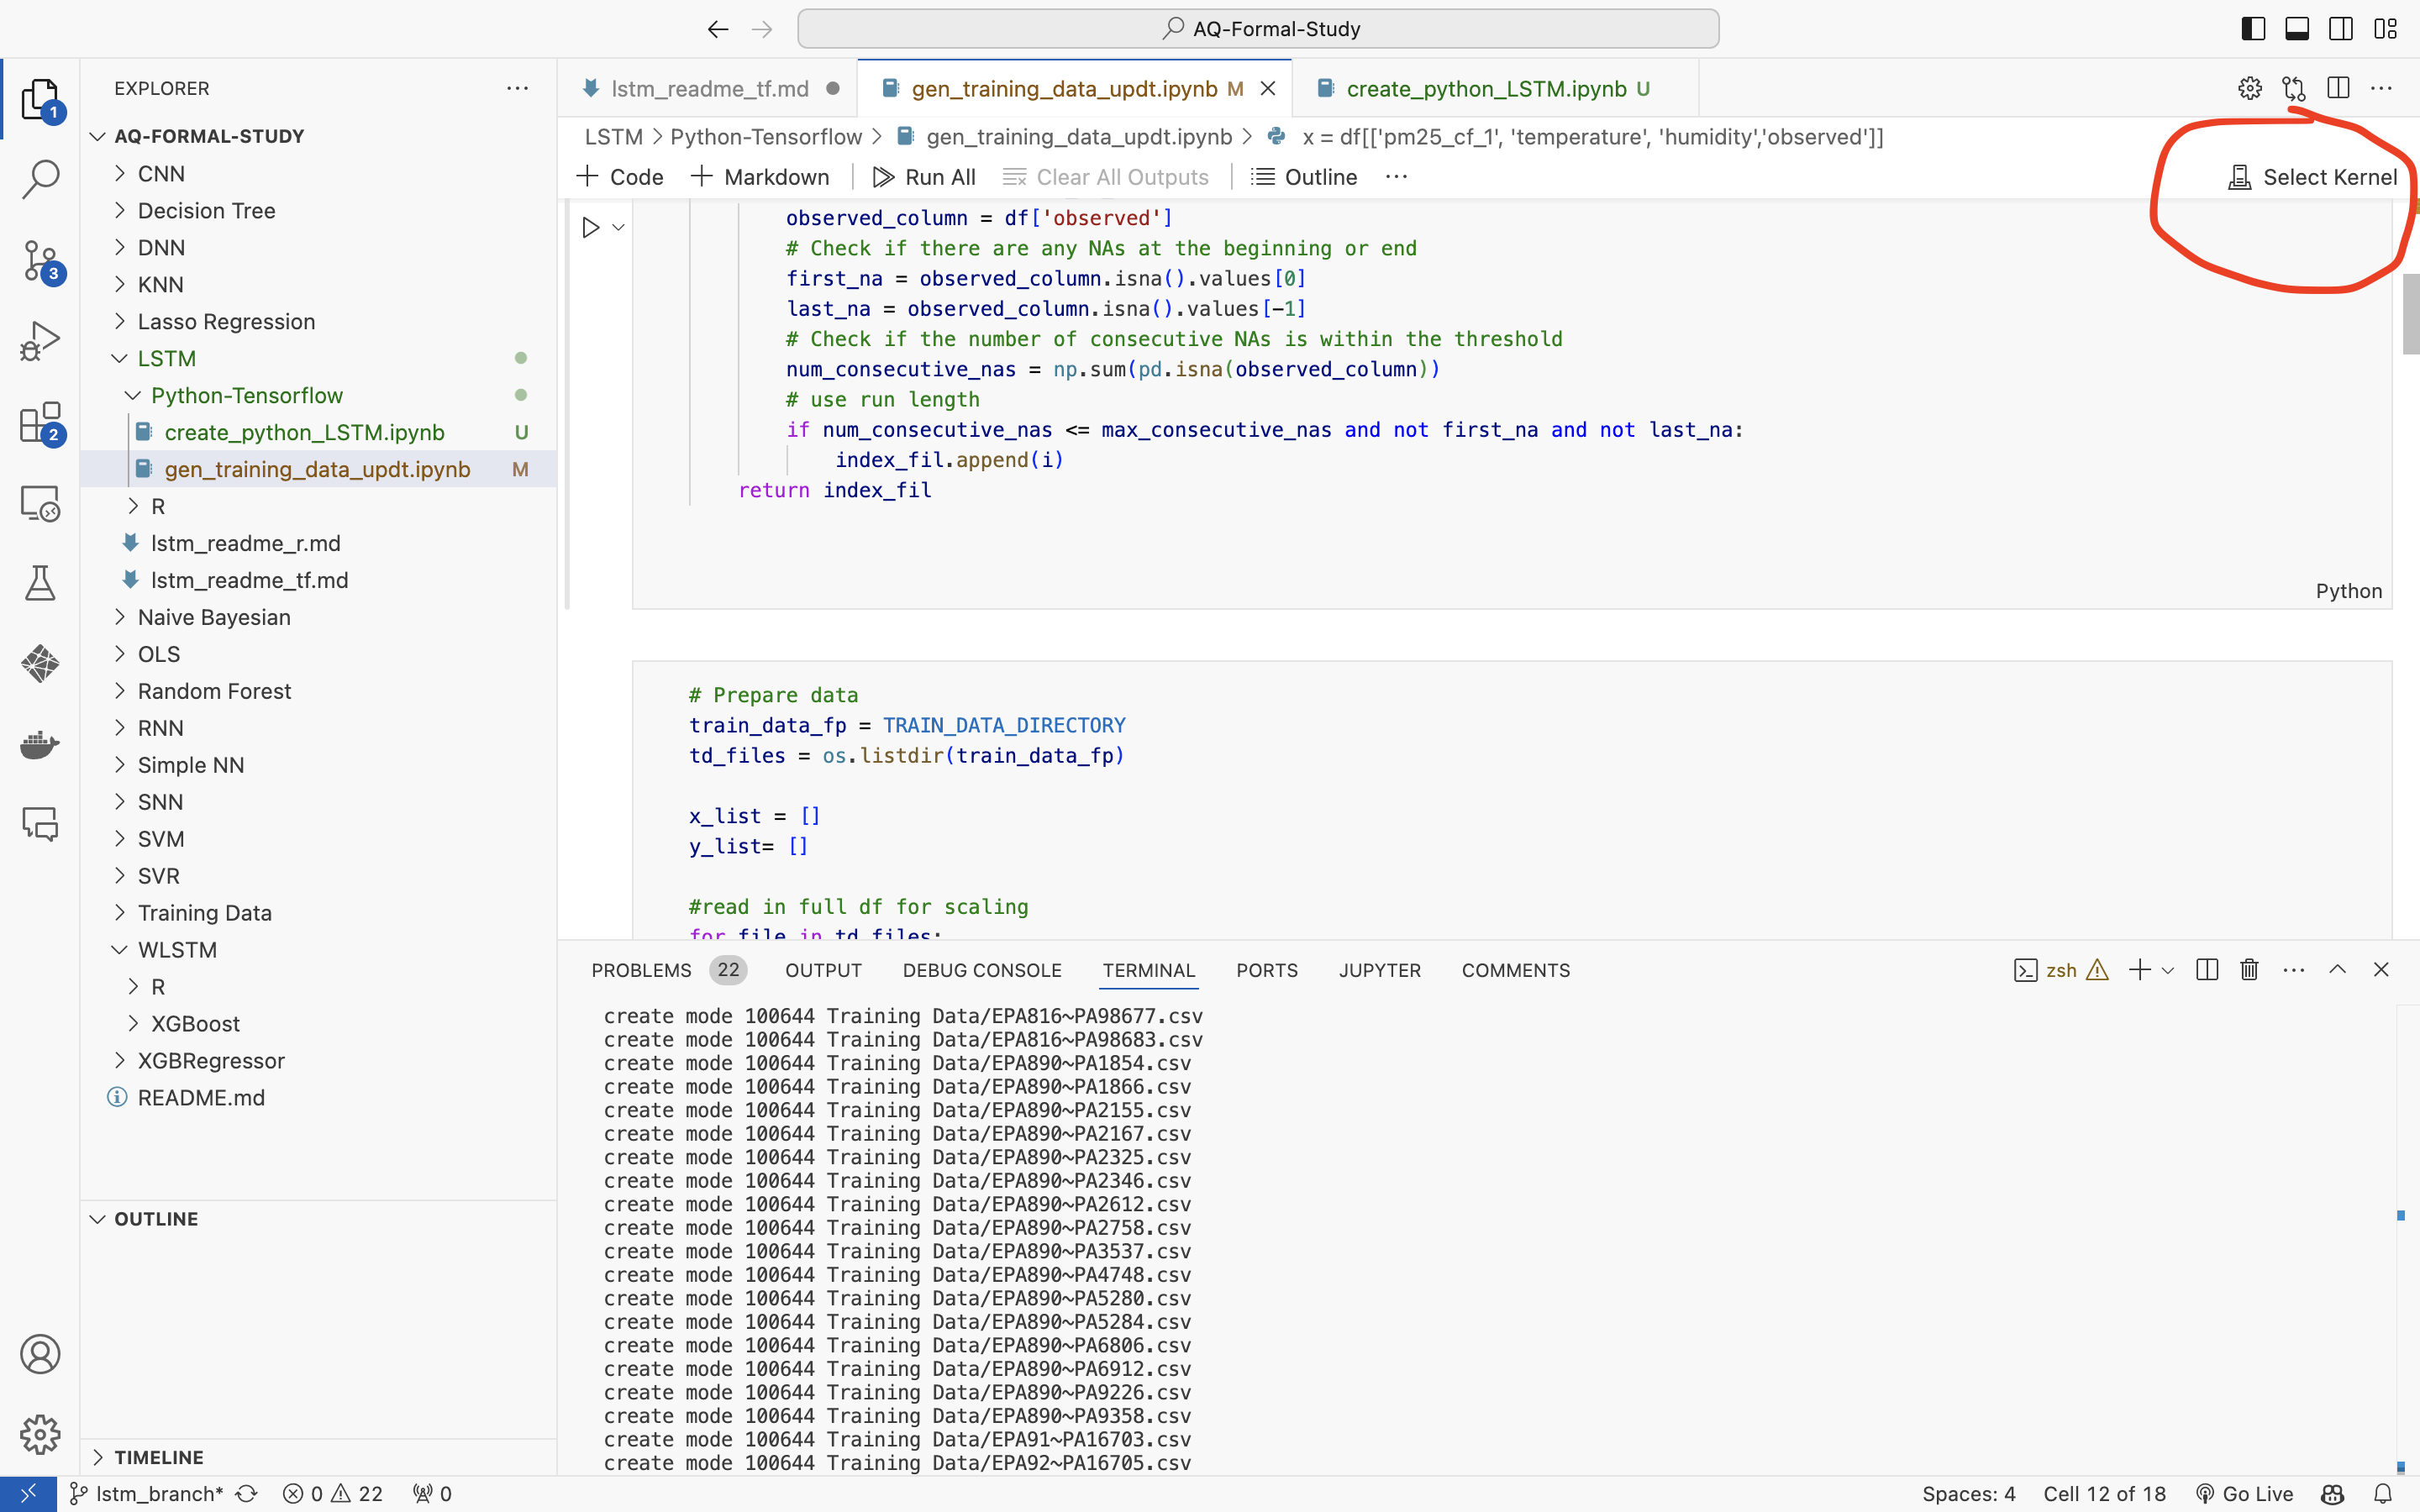 AQ-Formal-Study
EXPLORER
AQ-FORMAL-STUDY
CNN
Decision Tree
DNN
KNN
Lasso Regression
LSTM
Python-Tensorflow
create_python_LSTM.ipynb U
gen_training_data_updt.ipynb M
R
lstm_readme_r.md
lstm_readme_tf.md
Naive Bayesian
OLS
Random Forest
RNN
Simple NN
SNN
SVM
SVR
Training Data
WLSTM
R
XGBoost
XGBRegressor
README.md
OUTLINE
TIMELINE
1
3
2
lstm_readme_tf.md
gen_training_data_updt.ipynb M
create_python_LSTM.ipynb U
LSTM > Python-Tensorflow > gen_training_data_updt.ipynb > x = df[['pm25_cf_1', 'temperature', 'humidity','observed']]
+ Code + Markdown Run All Clear All Outputs Outline ... Select Kernel
observed_column = df['observed']
# Check if there are any NAs at the beginning or end
first_na = observed_column.isna().values[0]
last_na = observed_column.isna().values[-1]
# Check if the number of consecutive NAs is within the threshold
num_consecutive_nas = np.sum(pd.isna(observed_column))
# use run length
if num_consecutive_nas <= max_consecutive_nas and not first_na and not last_na:
index_fil.append(i)
return index_fil
Python
# Prepare data
train_data_fp = TRAIN_DATA_DIRECTORY
td_files = os.listdir(train_data_fp)
x_list = []
y_list= []
#read in full df for scaling
for file in td_files:
PROBLEMS 22 OUTPUT DEBUG CONSOLE TERMINAL PORTS JUPYTER COMMENTS zsh
create mode 100644 Training Data/EPA816~PA98677.csv
create mode 100644 Training Data/EPA816~PA98683.csv
create mode 100644 Training Data/EPA890~PA1854.csv
create mode 100644 Training Data/EPA890~PA1866.csv
create mode 100644 Training Data/EPA890~PA2155.csv
create mode 100644 Training Data/EPA890~PA2167.csv
create mode 100644 Training Data/EPA890~PA2325.csv
create mode 100644 Training Data/EPA890~PA2346.csv
create mode 100644 Training Data/EPA890~PA2612.csv
create mode 100644 Training Data/EPA890~PA2758.csv
create mode 100644 Training Data/EPA890~PA3537.csv
create mode 100644 Training Data/EPA890~PA4748.csv
create mode 100644 Training Data/EPA890~PA5280.csv
create mode 100644 Training Data/EPA890~PA5284.csv
create mode 100644 Training Data/EPA890~PA6806.csv
create mode 100644 Training Data/EPA890~PA6912.csv
create mode 100644 Training Data/EPA890~PA9226.csv
create mode 100644 Training Data/EPA890~PA9358.csv
create mode 100644 Training Data/EPA91~PA16703.csv
create mode 100644 Training Data/EPA92~PA16705.csv
lstm_branch* 0 22 0 Spaces: 4 Cell 12 of 18 Go Live